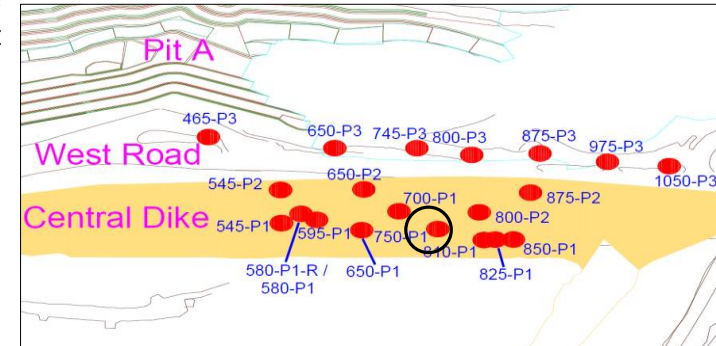 Pit A
465-P3
650-P3
745-P3
800-P3
875-P3
975-P3
1050-P3
West Road
545-P2
650-P2
700-P1
875-P2
Central Dike
545-P1
595-P1
750-P1
800-P2
810-P1
850-P1
580-P1-R /
580-P1
650-P1
825-P1